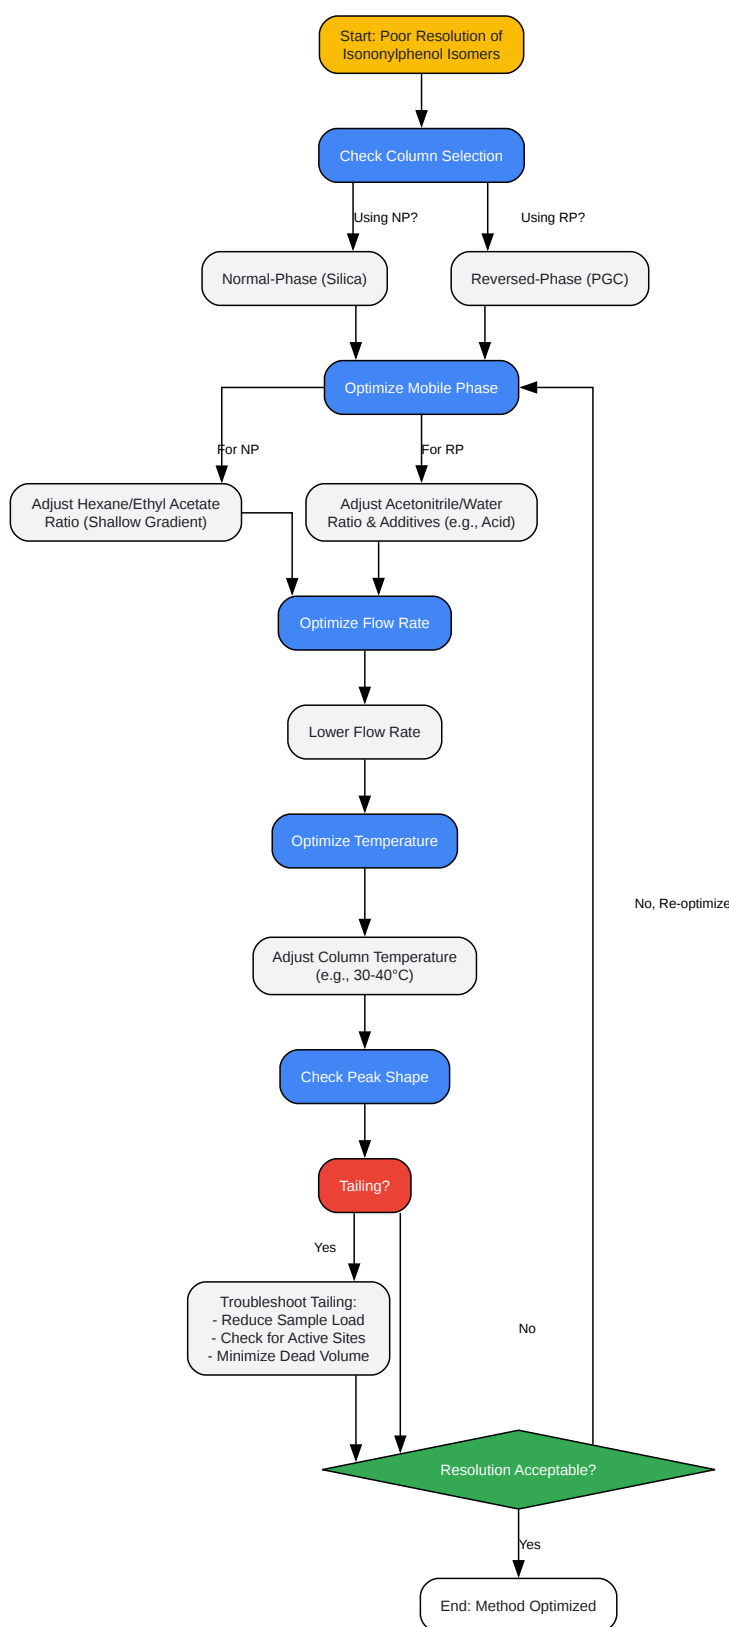 Start: Poor Resolution of
Isononylphenol Isomers
Check Column Selection
Using NP?
Using RP?
Normal-Phase (Silica)
Reversed-Phase (PGC)
Optimize Mobile Phase
For NP
For RP
Adjust Hexane/Ethyl Acetate
Ratio (Shallow Gradient)
Adjust Acetonitrile/Water
Ratio & Additives (e.g., Acid)
Optimize Flow Rate
Lower Flow Rate
Optimize Temperature
No, Re-optimize
Adjust Column Temperature
(e.g., 30-40°C)
Check Peak Shape
Tailing?
Yes
Troubleshoot Tailing:
- Reduce Sample Load
- Check for Active Sites
- Minimize Dead Volume
No
Resolution Acceptable?
Yes
End: Method Optimized